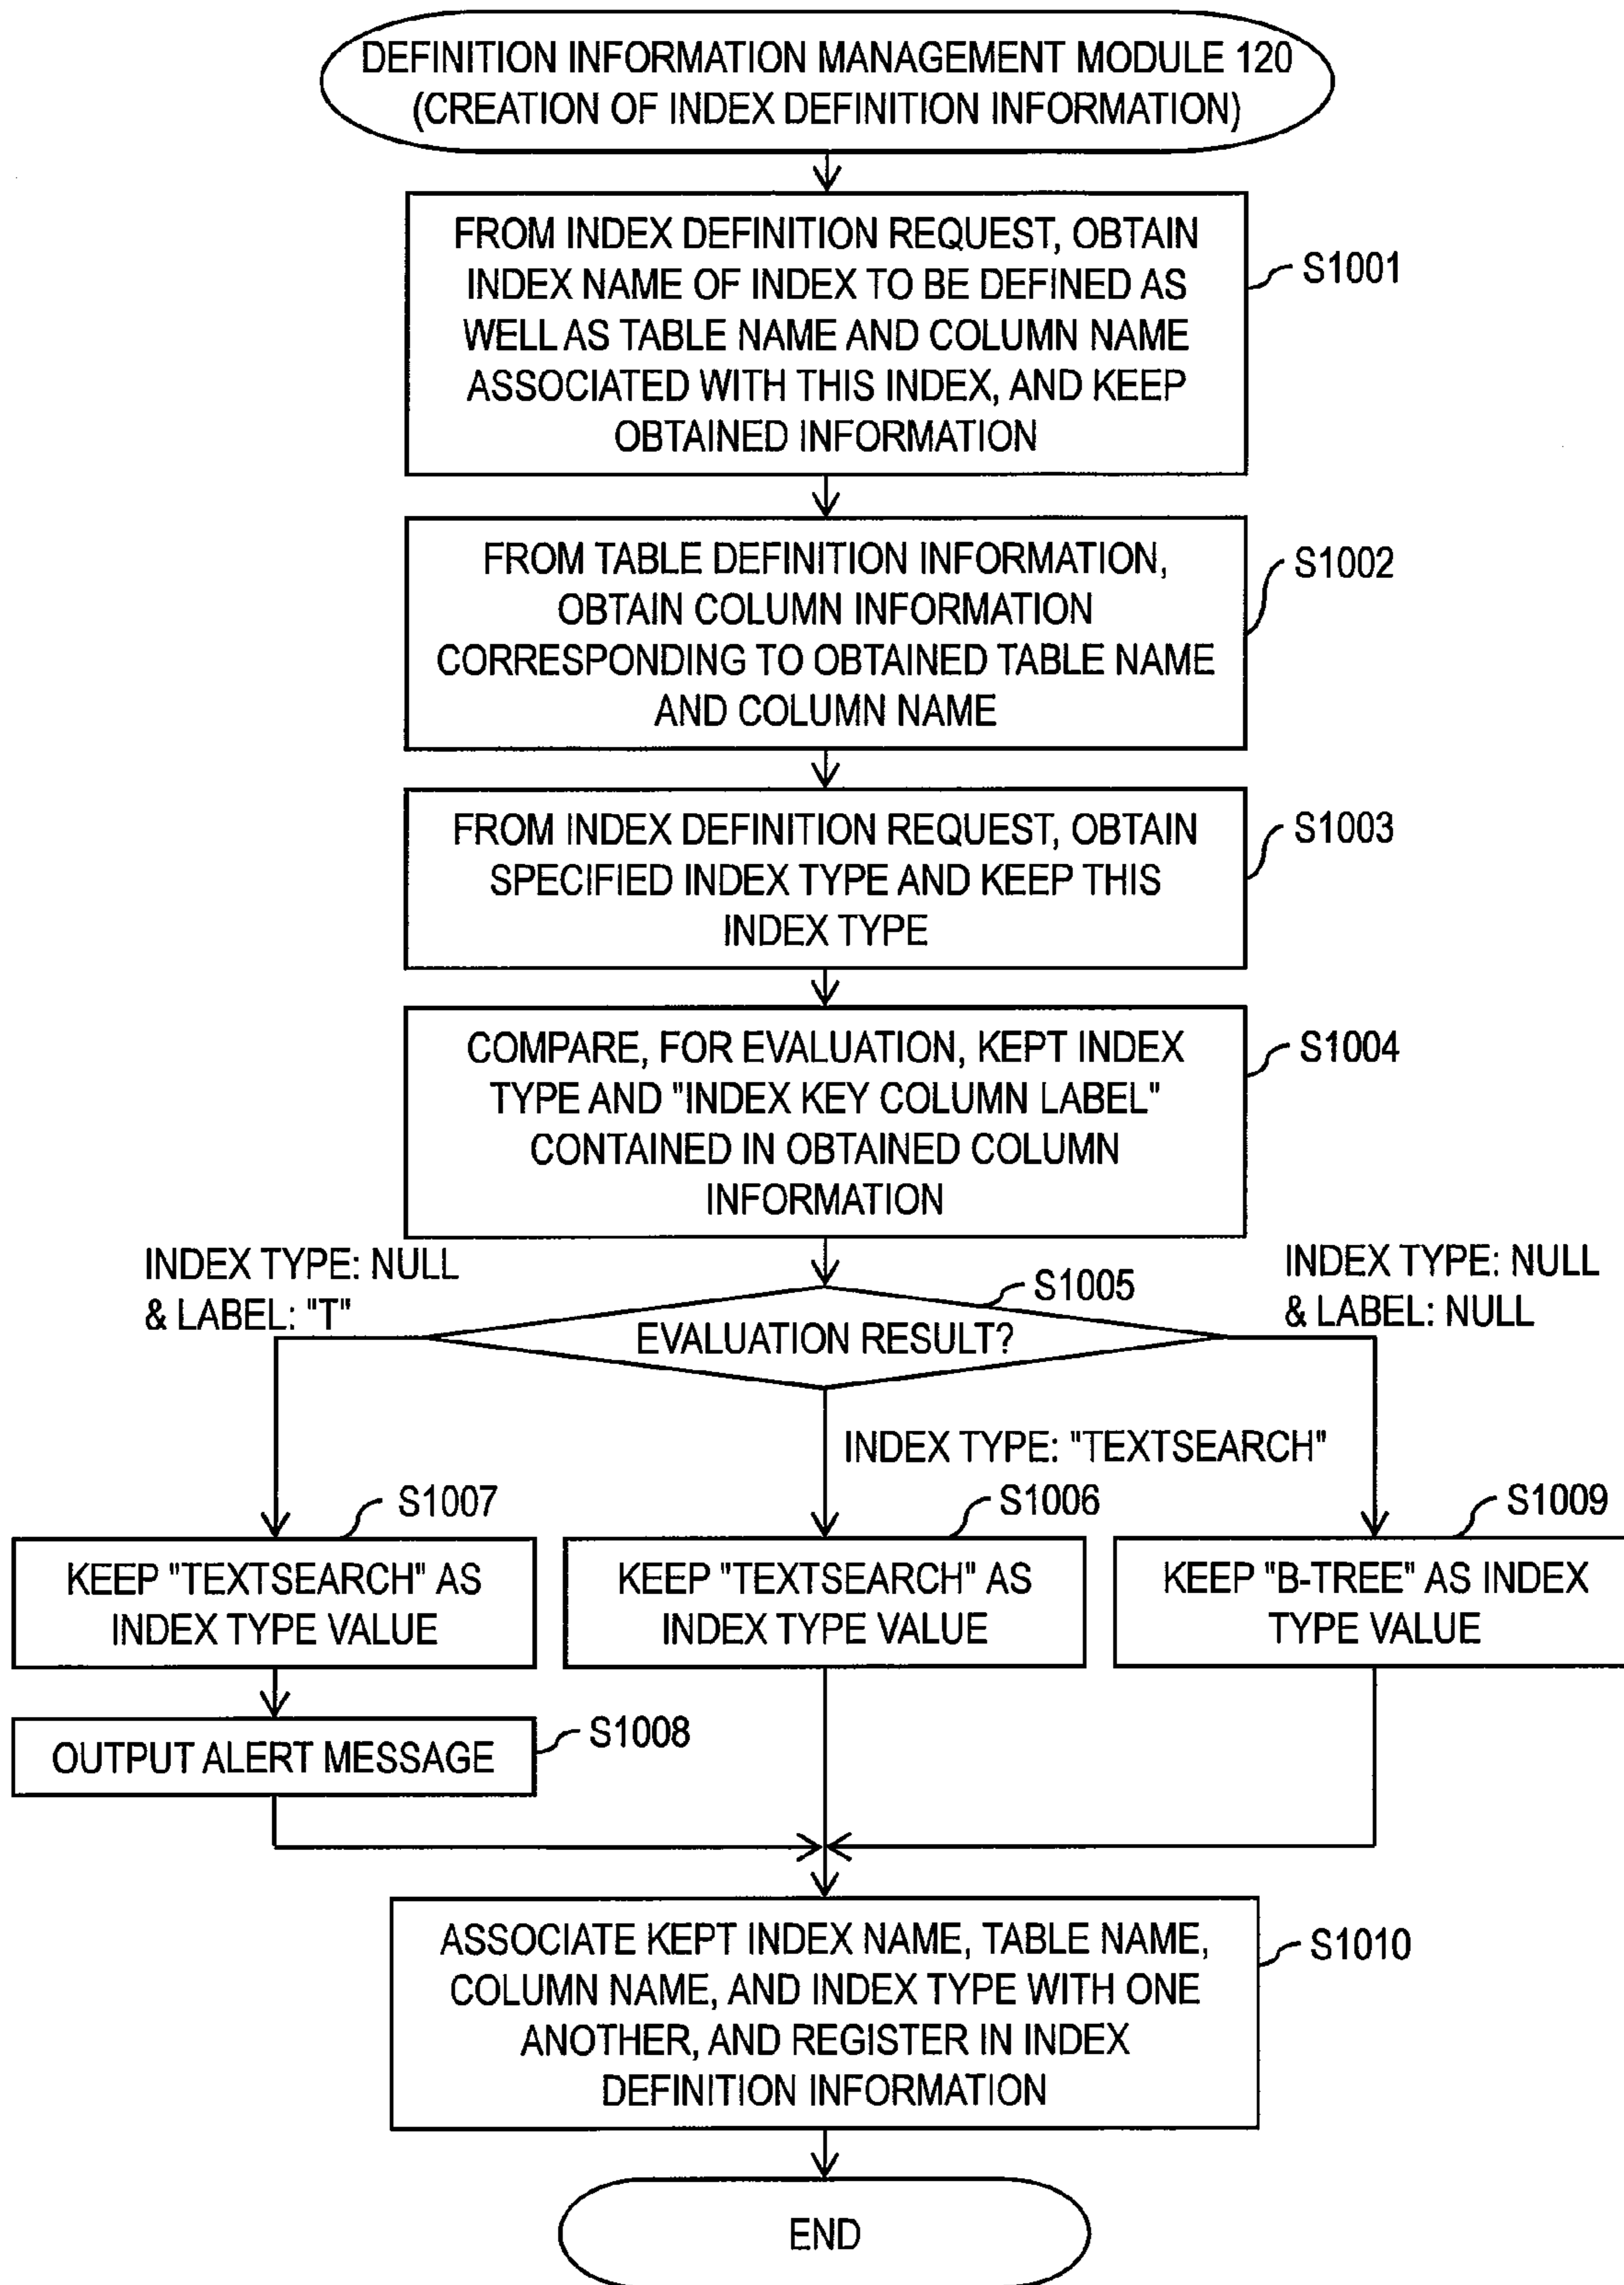 DEFINITION INFORMATION MANAGEMENT MODULE 120
(CREATION OF INDEX DEFINITION INFORMATION)
FROM INDEX DEFINITION REQUEST, OBTAIN
INDEX NAME OF INDEX TO BE DEFINED AS
WELL AS TABLE NAME AND COLUMN NAME
ASSOCIATED WITH THIS INDEX, AND KEEP
OBTAINED INFORMATION
S1001
FROM TABLE DEFINITION INFORMATION,
OBTAIN COLUMN INFORMATION
CORRESPONDING TO OBTAINED TABLE NAME
AND COLUMN NAME
S1002
FROM INDEX DEFINITION REQUEST, OBTAIN
SPECIFIED INDEX TYPE AND KEEP THIS
INDEX TYPE
S1003
COMPARE, FOR EVALUATION, KEPT INDEX
TYPE AND "INDEX KEY COLUMN LABEL"
CONTAINED IN OBTAINED COLUMN
INFORMATION
S1004
INDEX TYPE: NULL
& LABEL: "T"
S1005
EVALUATION RESULT?
INDEX TYPE: NULL
& LABEL: NULL
INDEX TYPE: "TEXTSEARCH"
S1007
KEEP "TEXTSEARCH" AS
INDEX TYPE VALUE
S1006
KEEP "TEXTSEARCH" AS
INDEX TYPE VALUE
S1009
KEEP "B-TREE" AS INDEX
TYPE VALUE
OUTPUT ALERT MESSAGE
S1008
ASSOCIATE KEPT INDEX NAME, TABLE NAME,
COLUMN NAME, AND INDEX TYPE WITH ONE
ANOTHER, AND REGISTER IN INDEX
DEFINITION INFORMATION
S1010
END